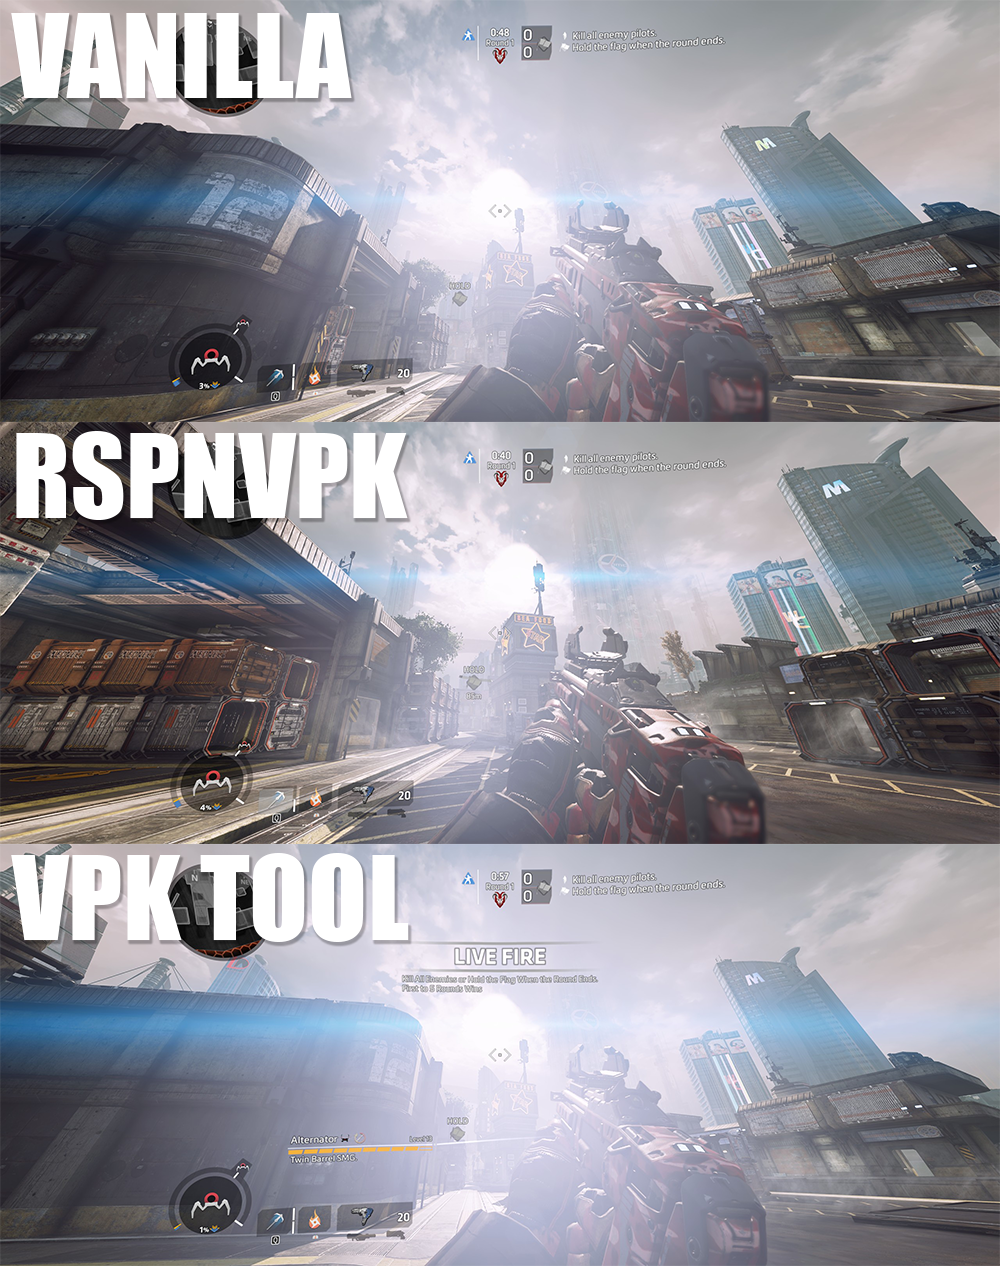 VANILLA
0:48
Round 1
0
0
Kill all enemy pilots.
Hold the flag when the round ends.
M
12
STAR
HOLD
3%
Q
20
RSPNVPK
0:40
Round 1
0
0
Kill all enemy pilots.
Hold the flag when the round ends.
M
STAR
HOLD
4%
Q
20
VPK TOOL
N
0:57
Round 1
0
0
Kill all enemy pilots.
Hold the flag when the round ends.
LIVE FIRE
Kill All Enemies or Hold the Flag When the Round Ends.
First to 5 Rounds Wins
M
12
HOLD
Alternator
Twin Barrel SMG.
1%
Q
20